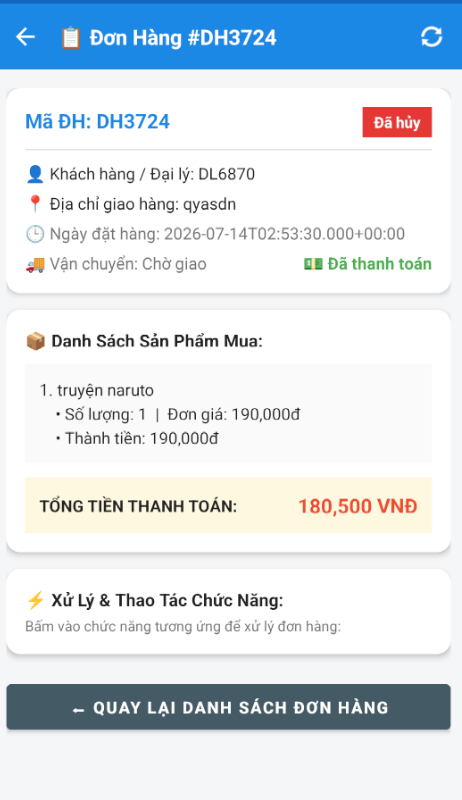 Đơn Hàng #DH3724
Mã ĐH: DH3724
Đã hủy
Khách hàng / Đại lý: DL6870
Địa chỉ giao hàng: qyasdn
Ngày đặt hàng: 2026-07-14T02:53:30.000+00:00
Vận chuyển: Chờ giao
Đã thanh toán
Danh Sách Sản Phẩm Mua:
1. truyện naruto
• Số lượng: 1 | Đơn giá: 190,000đ
• Thành tiền: 190,000đ
TỔNG TIỀN THANH TOÁN: 180,500 VNĐ
Xử Lý & Thao Tác Chức Năng:
Bấm vào chức năng tương ứng để xử lý đơn hàng:
← QUAY LẠI DANH SÁCH ĐƠN HÀNG